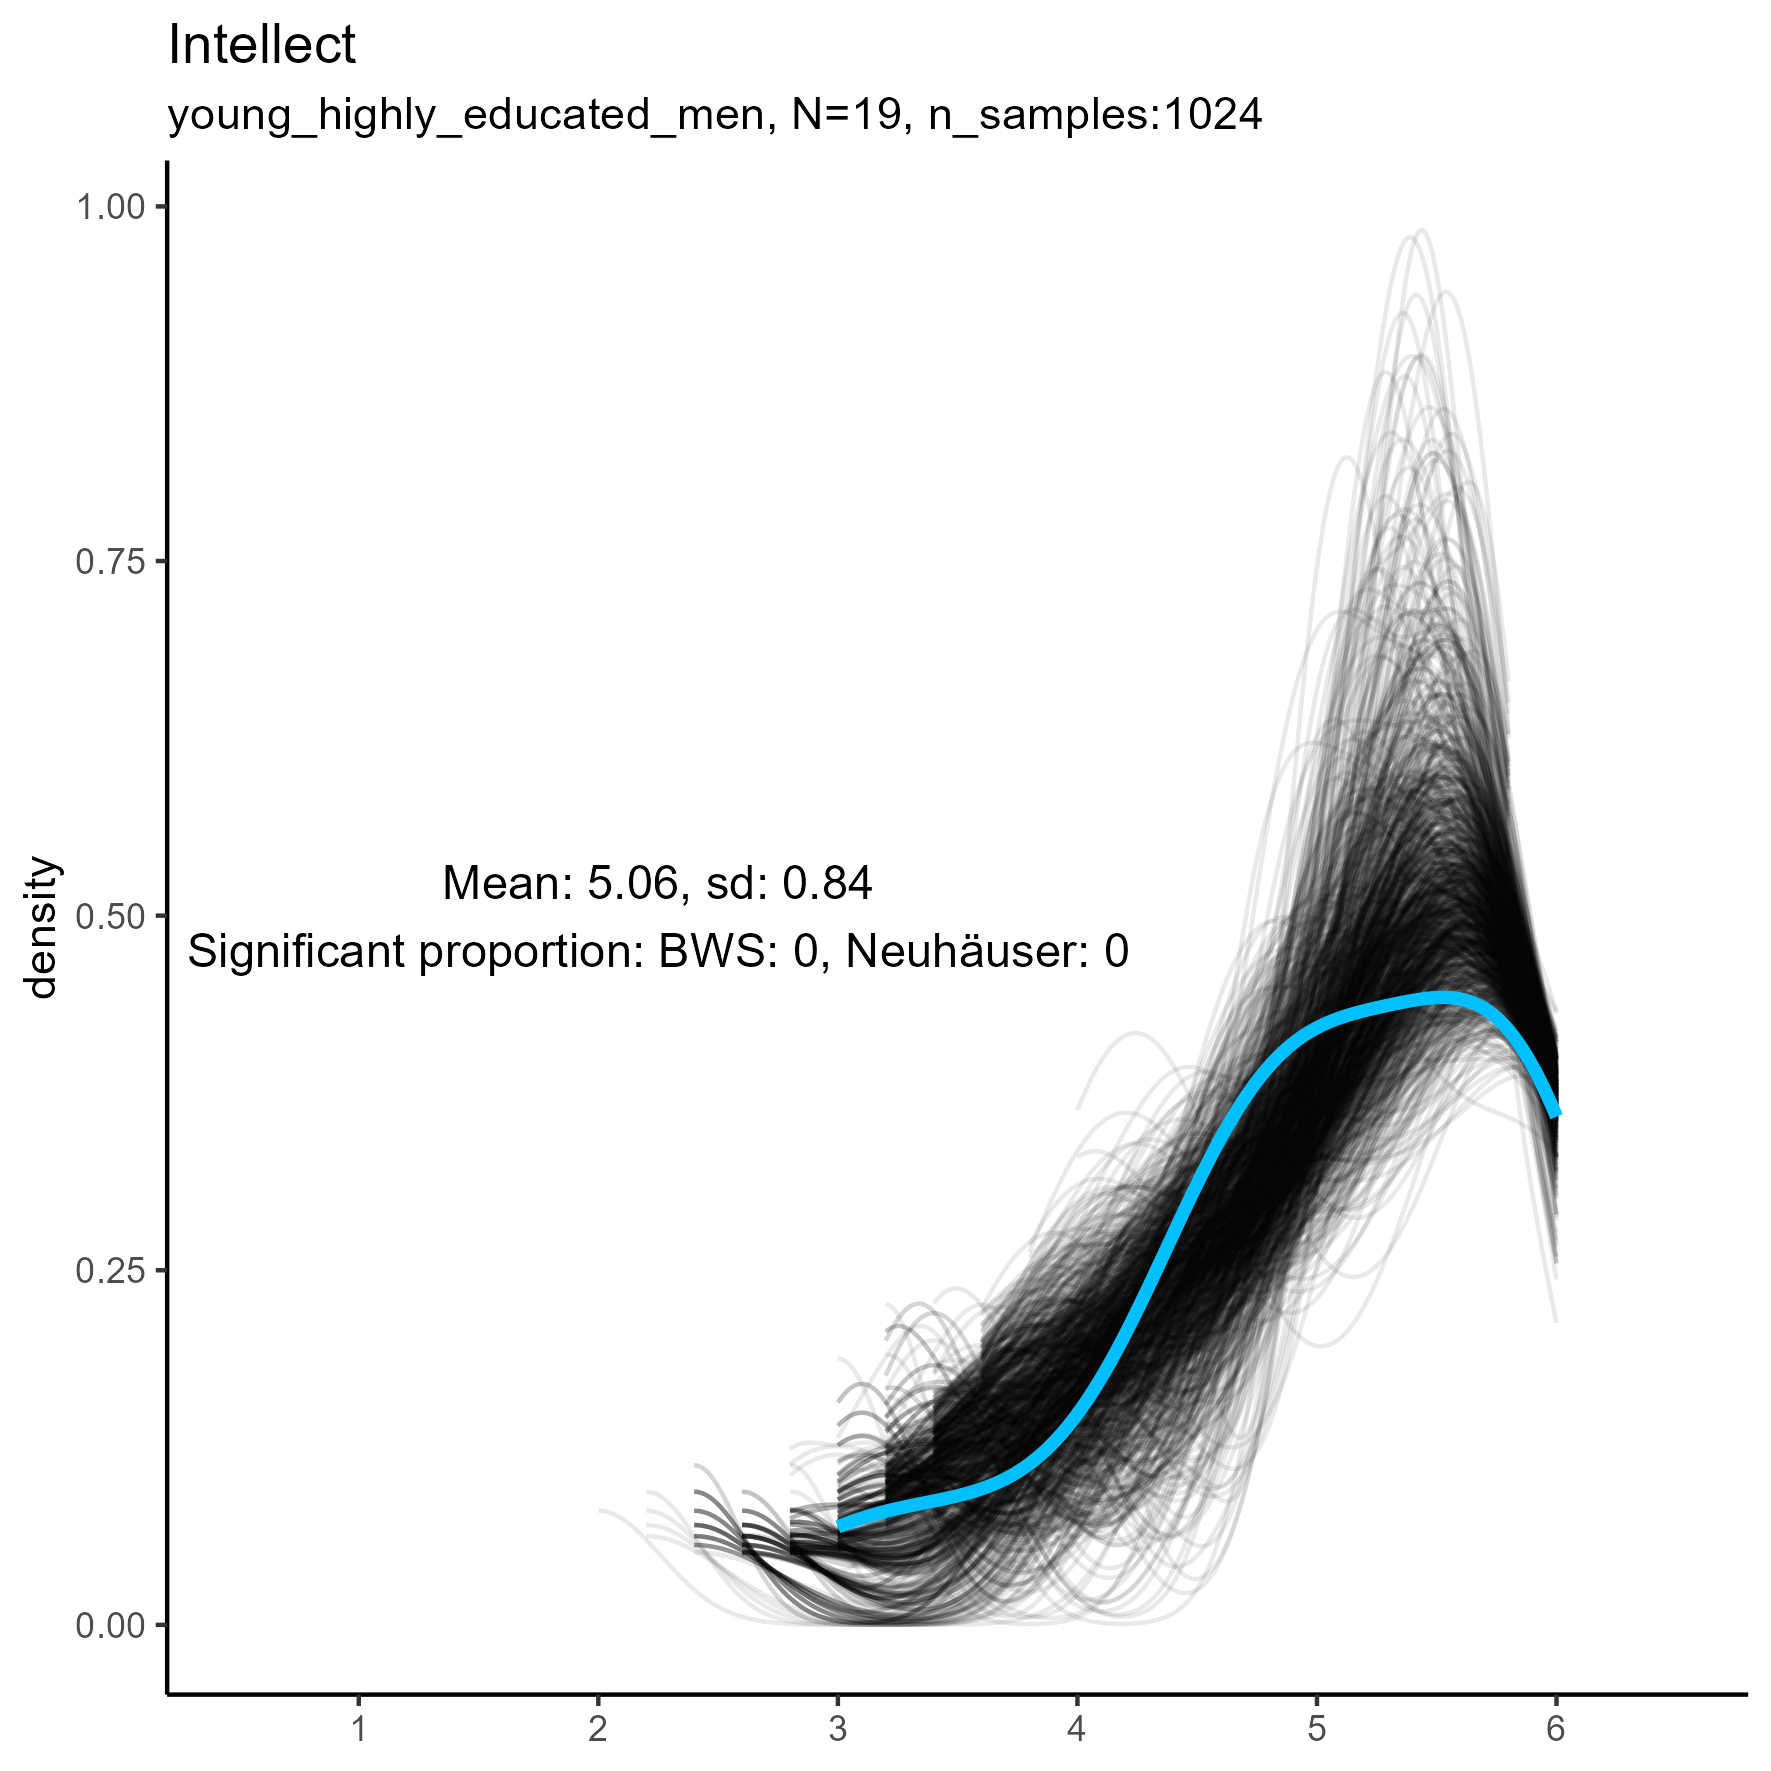 Intellect
young_highly_educated_men, N=19, n_samples:1024
1.00
0.75
Mean: 5.06, sd: 0.84
0.50
Significant proportion: BWS: 0, Neuhäuser: 0
density
0.25
0.00
1 2 3 4 5 6